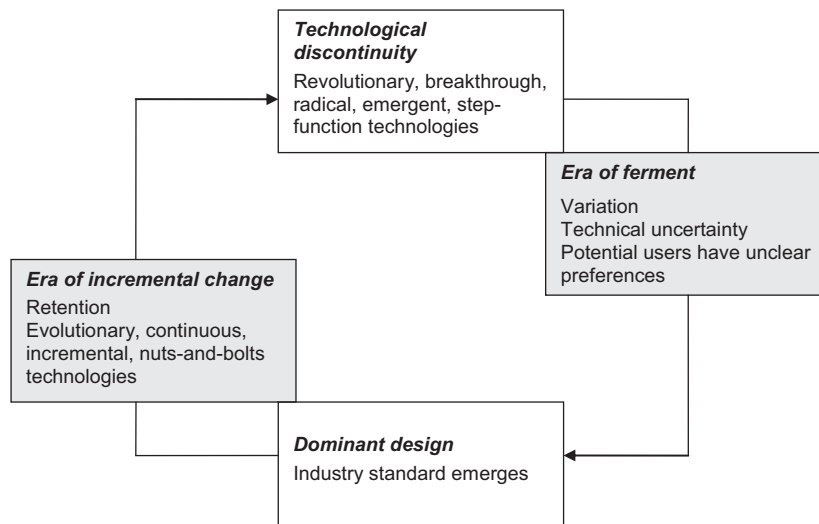 Technological
discontinuity
Revolutionary, breakthrough,
radical, emergent, step-
function technologies
Era of ferment
Variation
Technical uncertainty
Potential users have unclear
preferences
Era of incremental change
Retention
Evolutionary, continuous,
incremental, nuts-and-bolts
technologies
Dominant design
Industry standard emerges